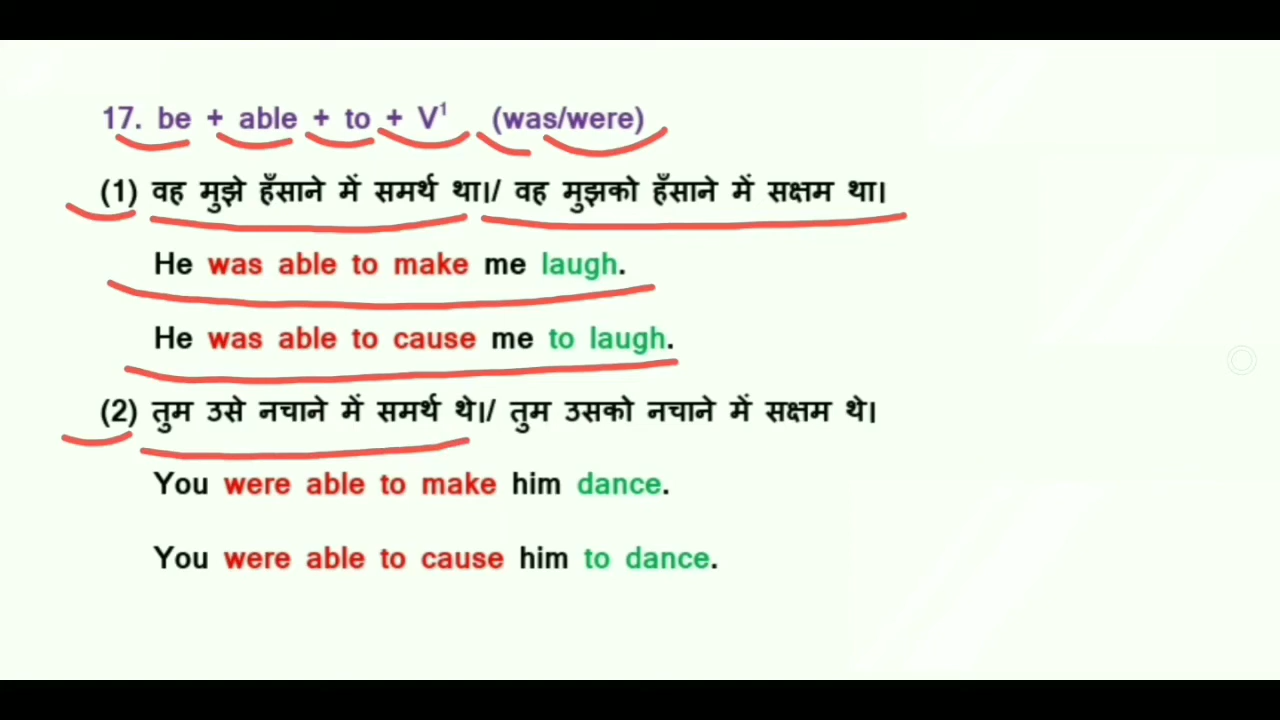 17. be + able + to + V¹ (was/were)
(1) वह मुझे हँसाने में समर्थ था।/ वह मुझको हँसाने में सक्षम था।
He was able to make me laugh.
He was able to cause me to laugh.
(2) तुम उसे नचाने में समर्थ थे।/ तुम उसको नचाने में सक्षम थे।
You were able to make him dance.
You were able to cause him to dance.